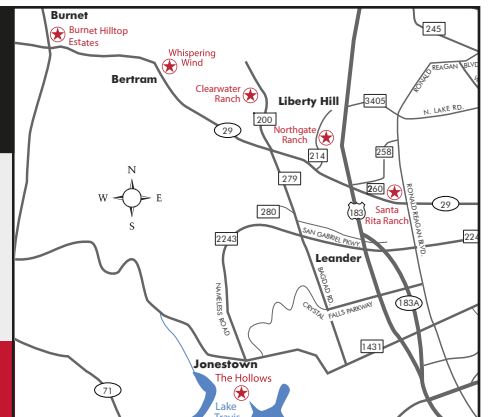 Burnet
Burnet Hilltop
Estates
245
Whispering
Wind
RONALD REAGAN BLVD
Bertram
Clearwater
Ranch
Liberty Hill
3405
N. LAKE RD.
200
29
Northgate
Ranch
214
258
279
260
N
W
E
S
280
183
Santa
Rita Ranch
29
RONALD REAGAN BLVD.
2243
SAN GABRIEL PKWY
224
Leander
BAGDAD RD
NAMELESS ROAD
CRYSTAL FALLS PARKWAY
183A
1431
Jonestown
The Hollows
71
Lake
Travis